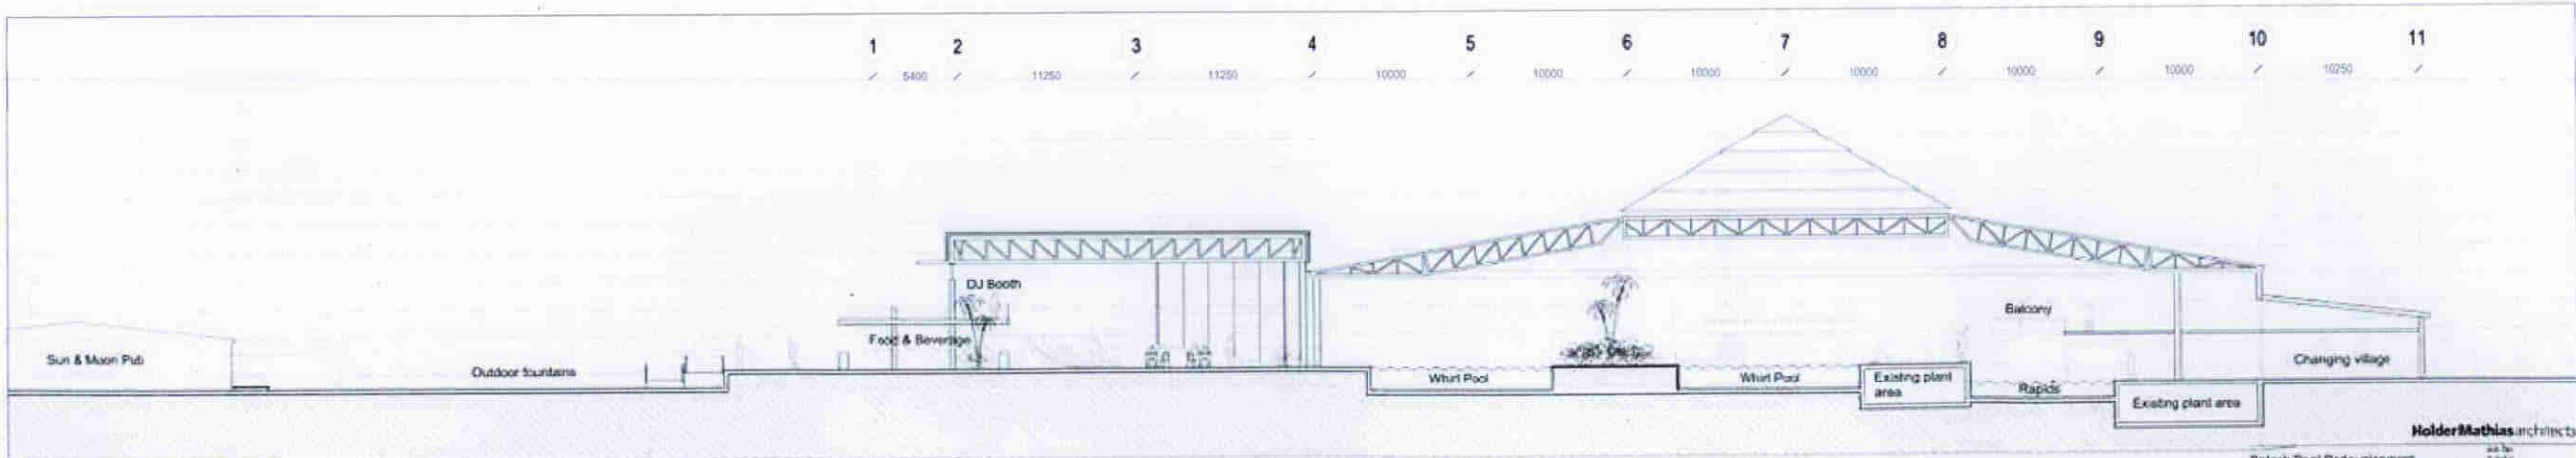 1 2 3 4 5 6 7 8 9 10 11
5400 11250 11250 10000 10000 10000 10000 10000 10000 10250
DJ Booth
Balcony
Food & Beverage
Sun & Moon Pub
Outdoor fountains
Changing village
Whirl Pool
Whirl Pool
Existing plant
area
Rapids
Existing plant area
HolderMathias architects